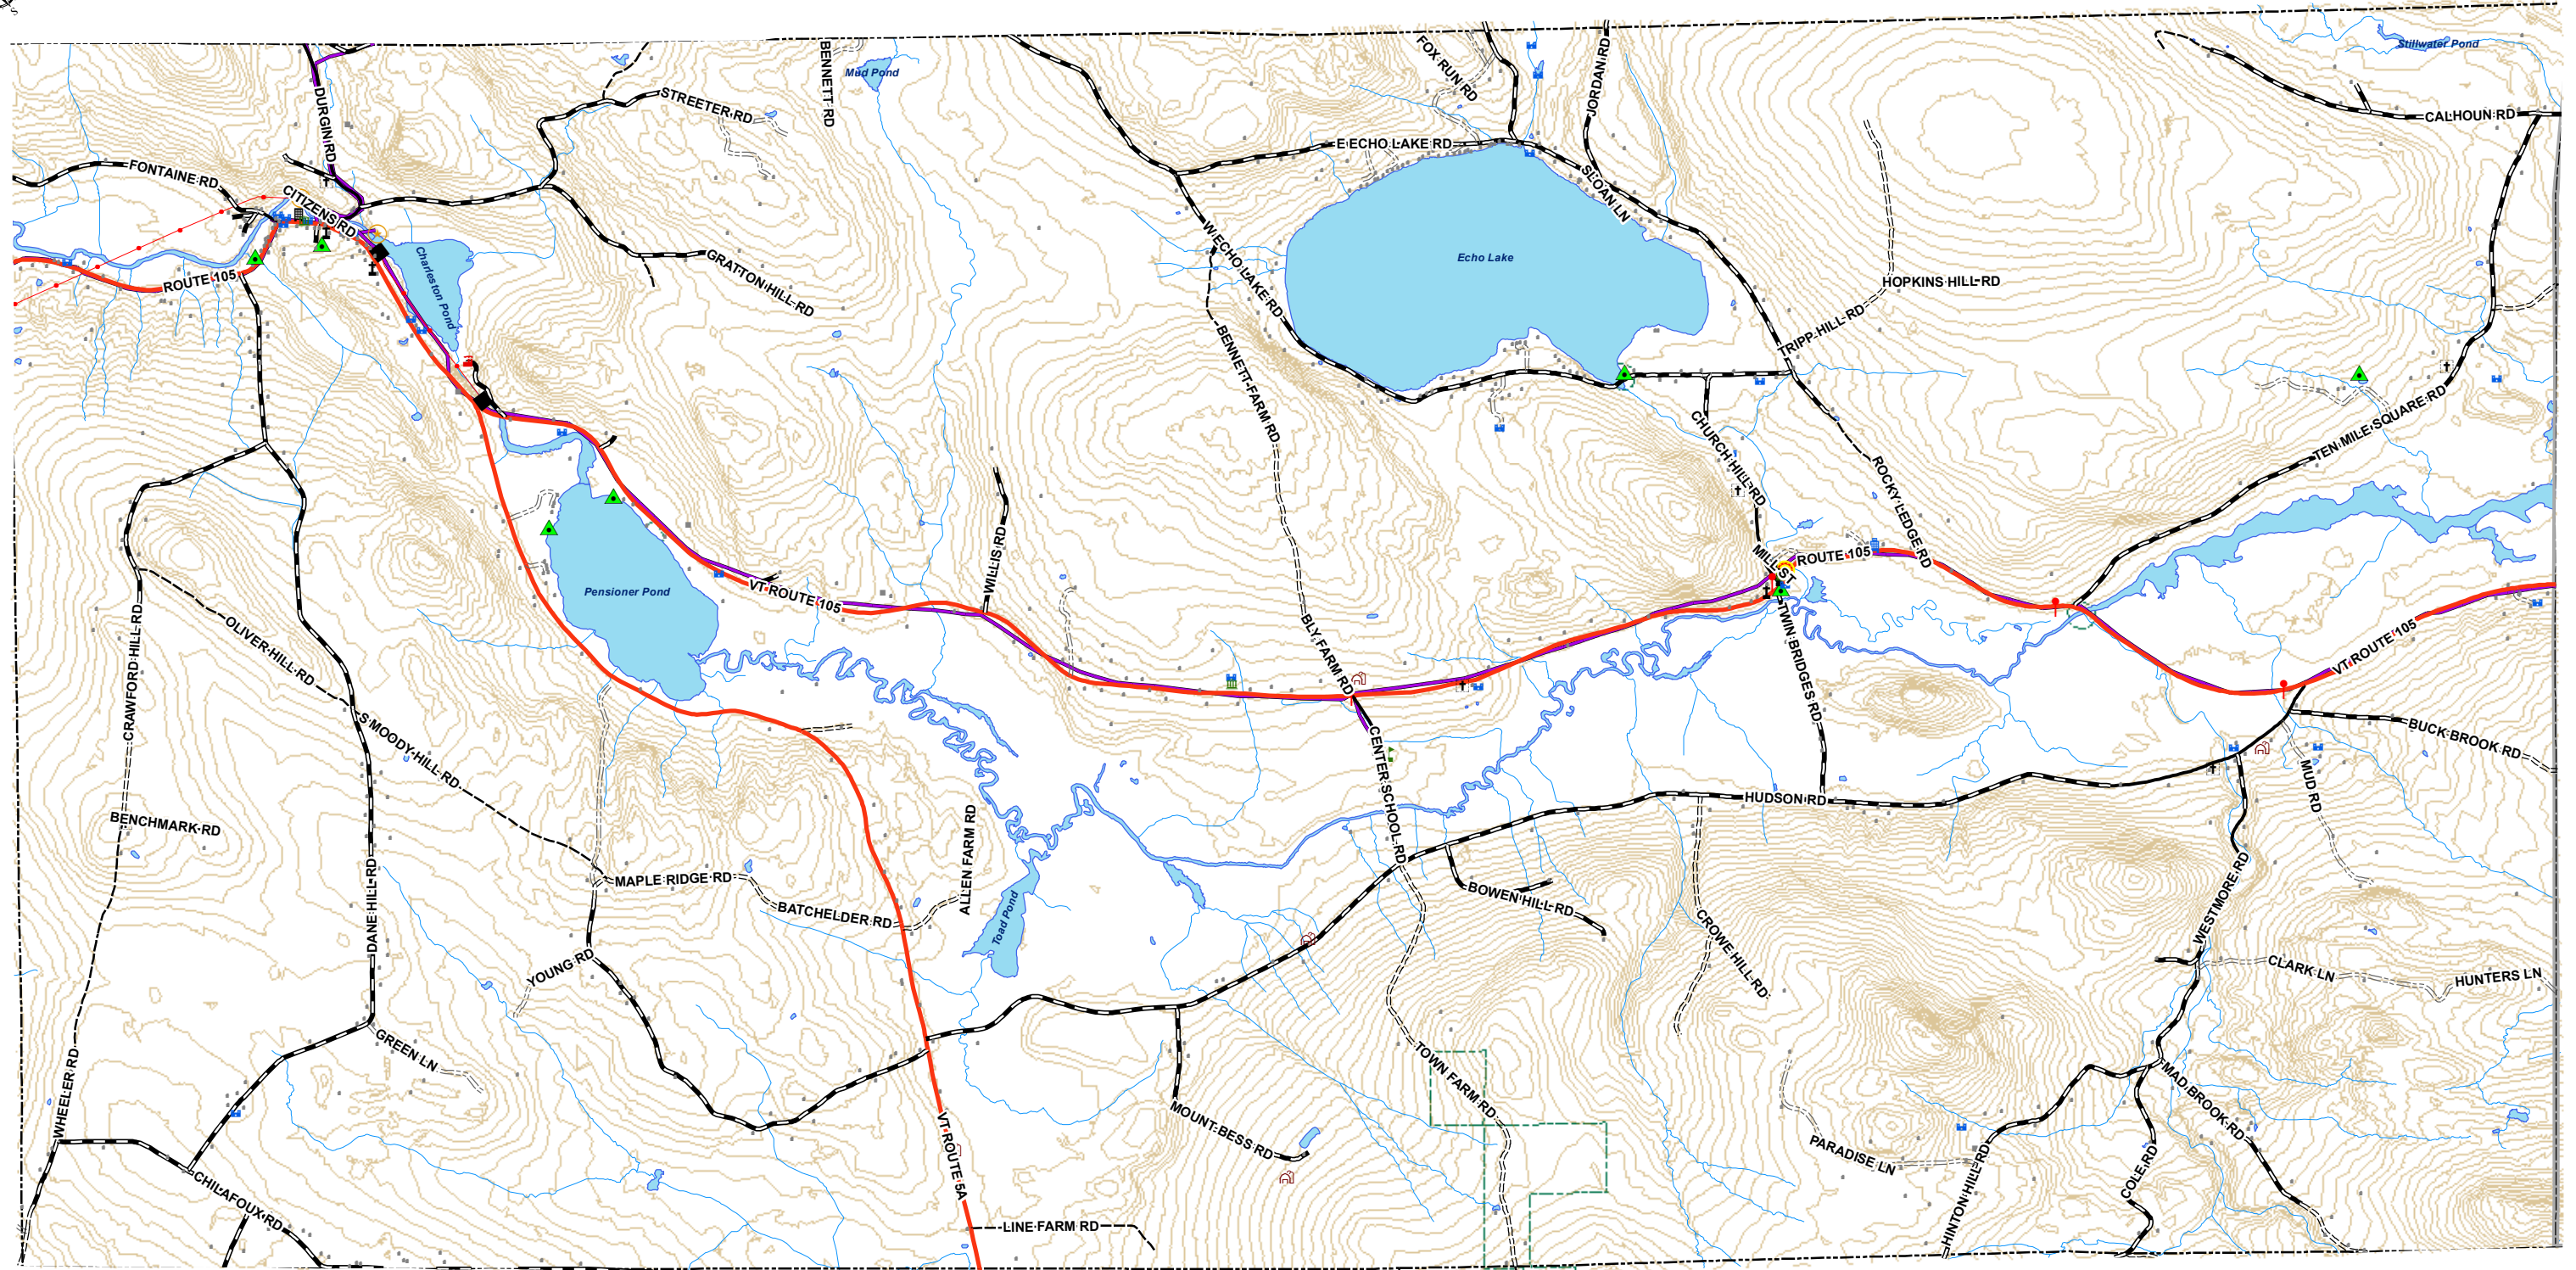 Stillwater Pond
BENNETT RD
Mud Pond
FOX RUN RD
JORDAN RD
DURGIN RD
STREETER RD
CALHOUN RD
E ECHO LAKE RD
FONTAINE RD
CITIZENS RD
SLOAN LN
W ECHO LAKE RD
Echo Lake
Charleston Pond
GRATTON HILL RD
ROUTE 105
HOPKINS HILL RD
TRIPP HILL RD
BENNETT FARM RD
CHURCH HILL RD
TEN MILE SQUARE RD
ROCKY LEDGE RD
WILLIS RD
MILL ST
ROUTE 105
Pensioner Pond
VT ROUTE 105
CRAWFORD HILL RD
OLIVER HILL RD
BLY FARM RD
TWIN BRIDGES RD
VT ROUTE 105
S MOODY HILL RD
CENTER SCHOOL RD
BUCK BROOK RD
MUD RD
BENCHMARK RD
HUDSON RD
ALLEN FARM RD
DANE HILL RD
MAPLE RIDGE RD
BATCHELDER RD
Toad Pond
BOWEN HILL RD
CROWE HILL RD
WESTMORE RD
YOUNG RD
CLARK LN
HUNTERS LN
GREEN LN
WHEELER RD
TOWN FARM RD
MOUNT BESS RD
MAD BROOK RD
VT ROUTE 5A
PARADISE LN
COLE RD
HINTON HILL RD
CHILAFOUX RD
LINE FARM RD